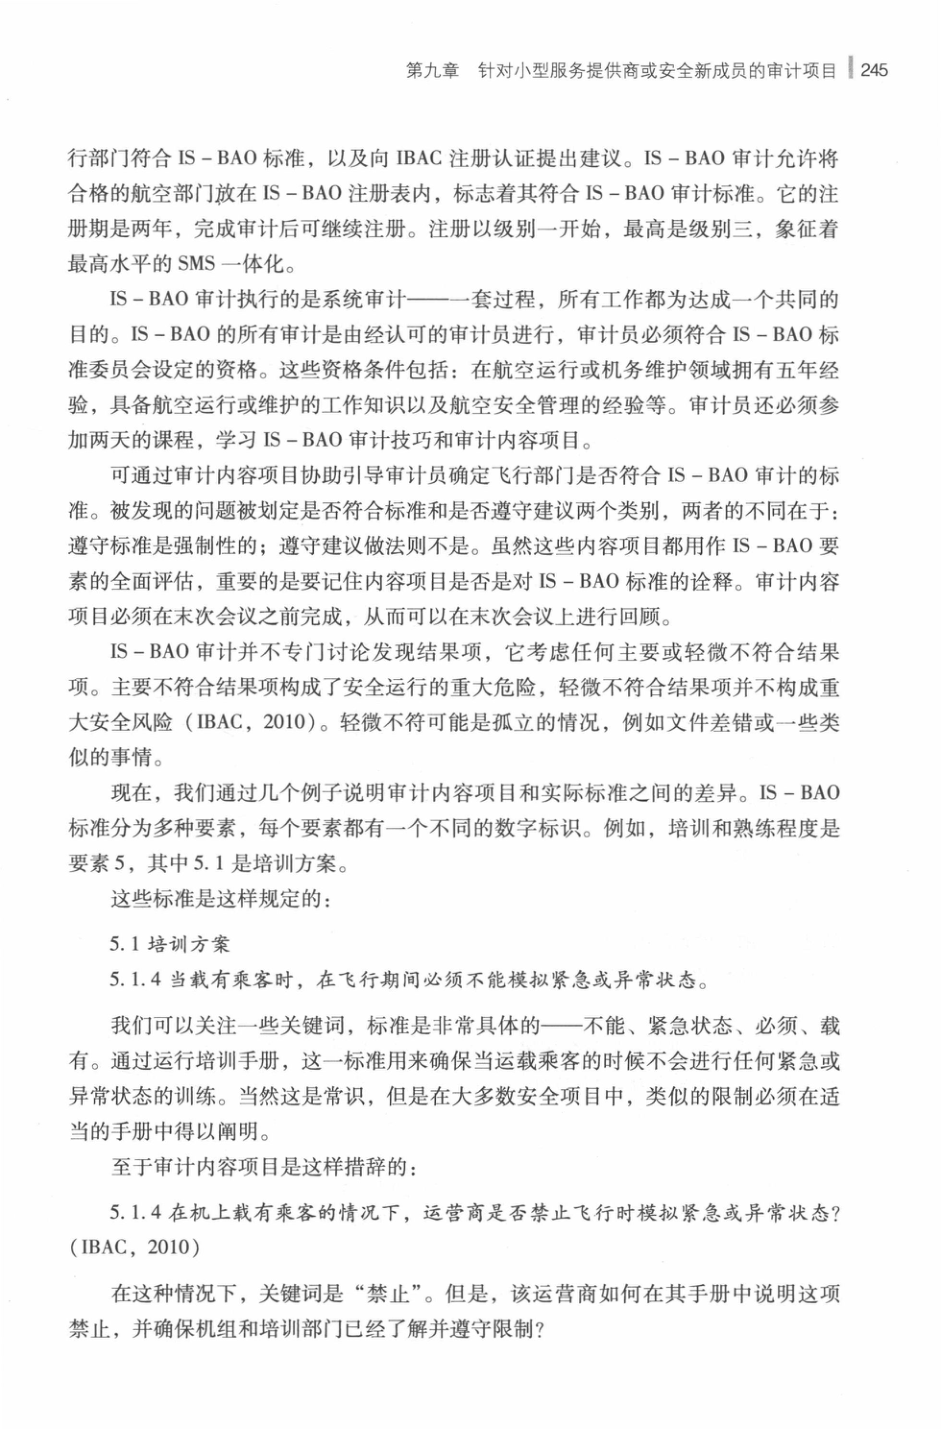 第九章　针对小型服务提供商或安全新成员的审计项目 245
行部门符合 IS－BAO 标准，以及向 IBAC 注册认证提出建议。IS－BAO 审计允许将
合格的航空部门放在 IS－BAO 注册表内，标志着其符合 IS－BAO 审计标准。它的注
册期是两年，完成审计后可继续注册。注册以级别一开始，最高是级别三，象征着
最高水平的 SMS 一体化。
IS－BAO 审计执行的是系统审计——一套过程，所有工作都为达成一个共同的
目的。IS－BAO 的所有审计是由经认可的审计员进行，审计员必须符合 IS－BAO 标
准委员会设定的资格。这些资格条件包括：在航空运行或机务维护领域拥有五年经
验，具备航空运行或维护的工作知识以及航空安全管理的经验等。审计员还必须参
加两天的课程，学习 IS－BAO 审计技巧和审计内容项目。
可通过审计内容项目协助引导审计员确定飞行部门是否符合 IS－BAO 审计的标
准。被发现的问题被划定是否符合标准和是否遵守建议两个类别，两者的不同在于：
遵守标准是强制性的；遵守建议做法则不是。虽然这些内容项目都用作 IS－BAO 要
素的全面评估，重要的是要记住内容项目是否是对 IS－BAO 标准的诠释。审计内容
项目必须在末次会议之前完成，从而可以在末次会议上进行回顾。
IS－BAO 审计并不专门讨论发现结果项，它考虑任何主要或轻微不符合结果
项。主要不符合结果项构成了安全运行的重大危险，轻微不符合结果项并不构成重
大安全风险（IBAC，2010）。轻微不符可能是孤立的情况，例如文件差错或一些类
似的事情。
现在，我们通过几个例子说明审计内容项目和实际标准之间的差异。IS－BAO
标准分为多种要素，每个要素都有一个不同的数字标识。例如，培训和熟练程度是
要素 5，其中 5.1 是培训方案。
这些标准是这样规定的：
5.1 培训方案
5.1.4 当载有乘客时，在飞行期间必须不能模拟紧急或异常状态。
我们可以关注一些关键词，标准是非常具体的——不能、紧急状态、必须、载
有。通过运行培训手册，这一标准用来确保当运载乘客的时候不会进行任何紧急或
异常状态的训练。当然这是常识，但是在大多数安全项目中，类似的限制必须在适
当的手册中得以阐明。
至于审计内容项目是这样措辞的：
5.1.4 在机上载有乘客的情况下，运营商是否禁止飞行时模拟紧急或异常状态？
（IBAC，2010）
在这种情况下，关键词是“禁止”。但是，该运营商如何在其手册中说明这项
禁止，并确保机组和培训部门已经了解并遵守限制？